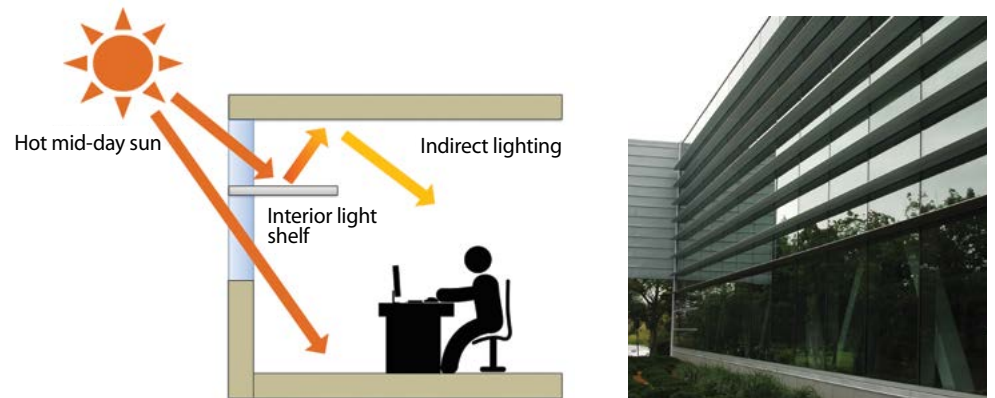 Hot mid-day sun
Indirect lighting
Interior light
shelf